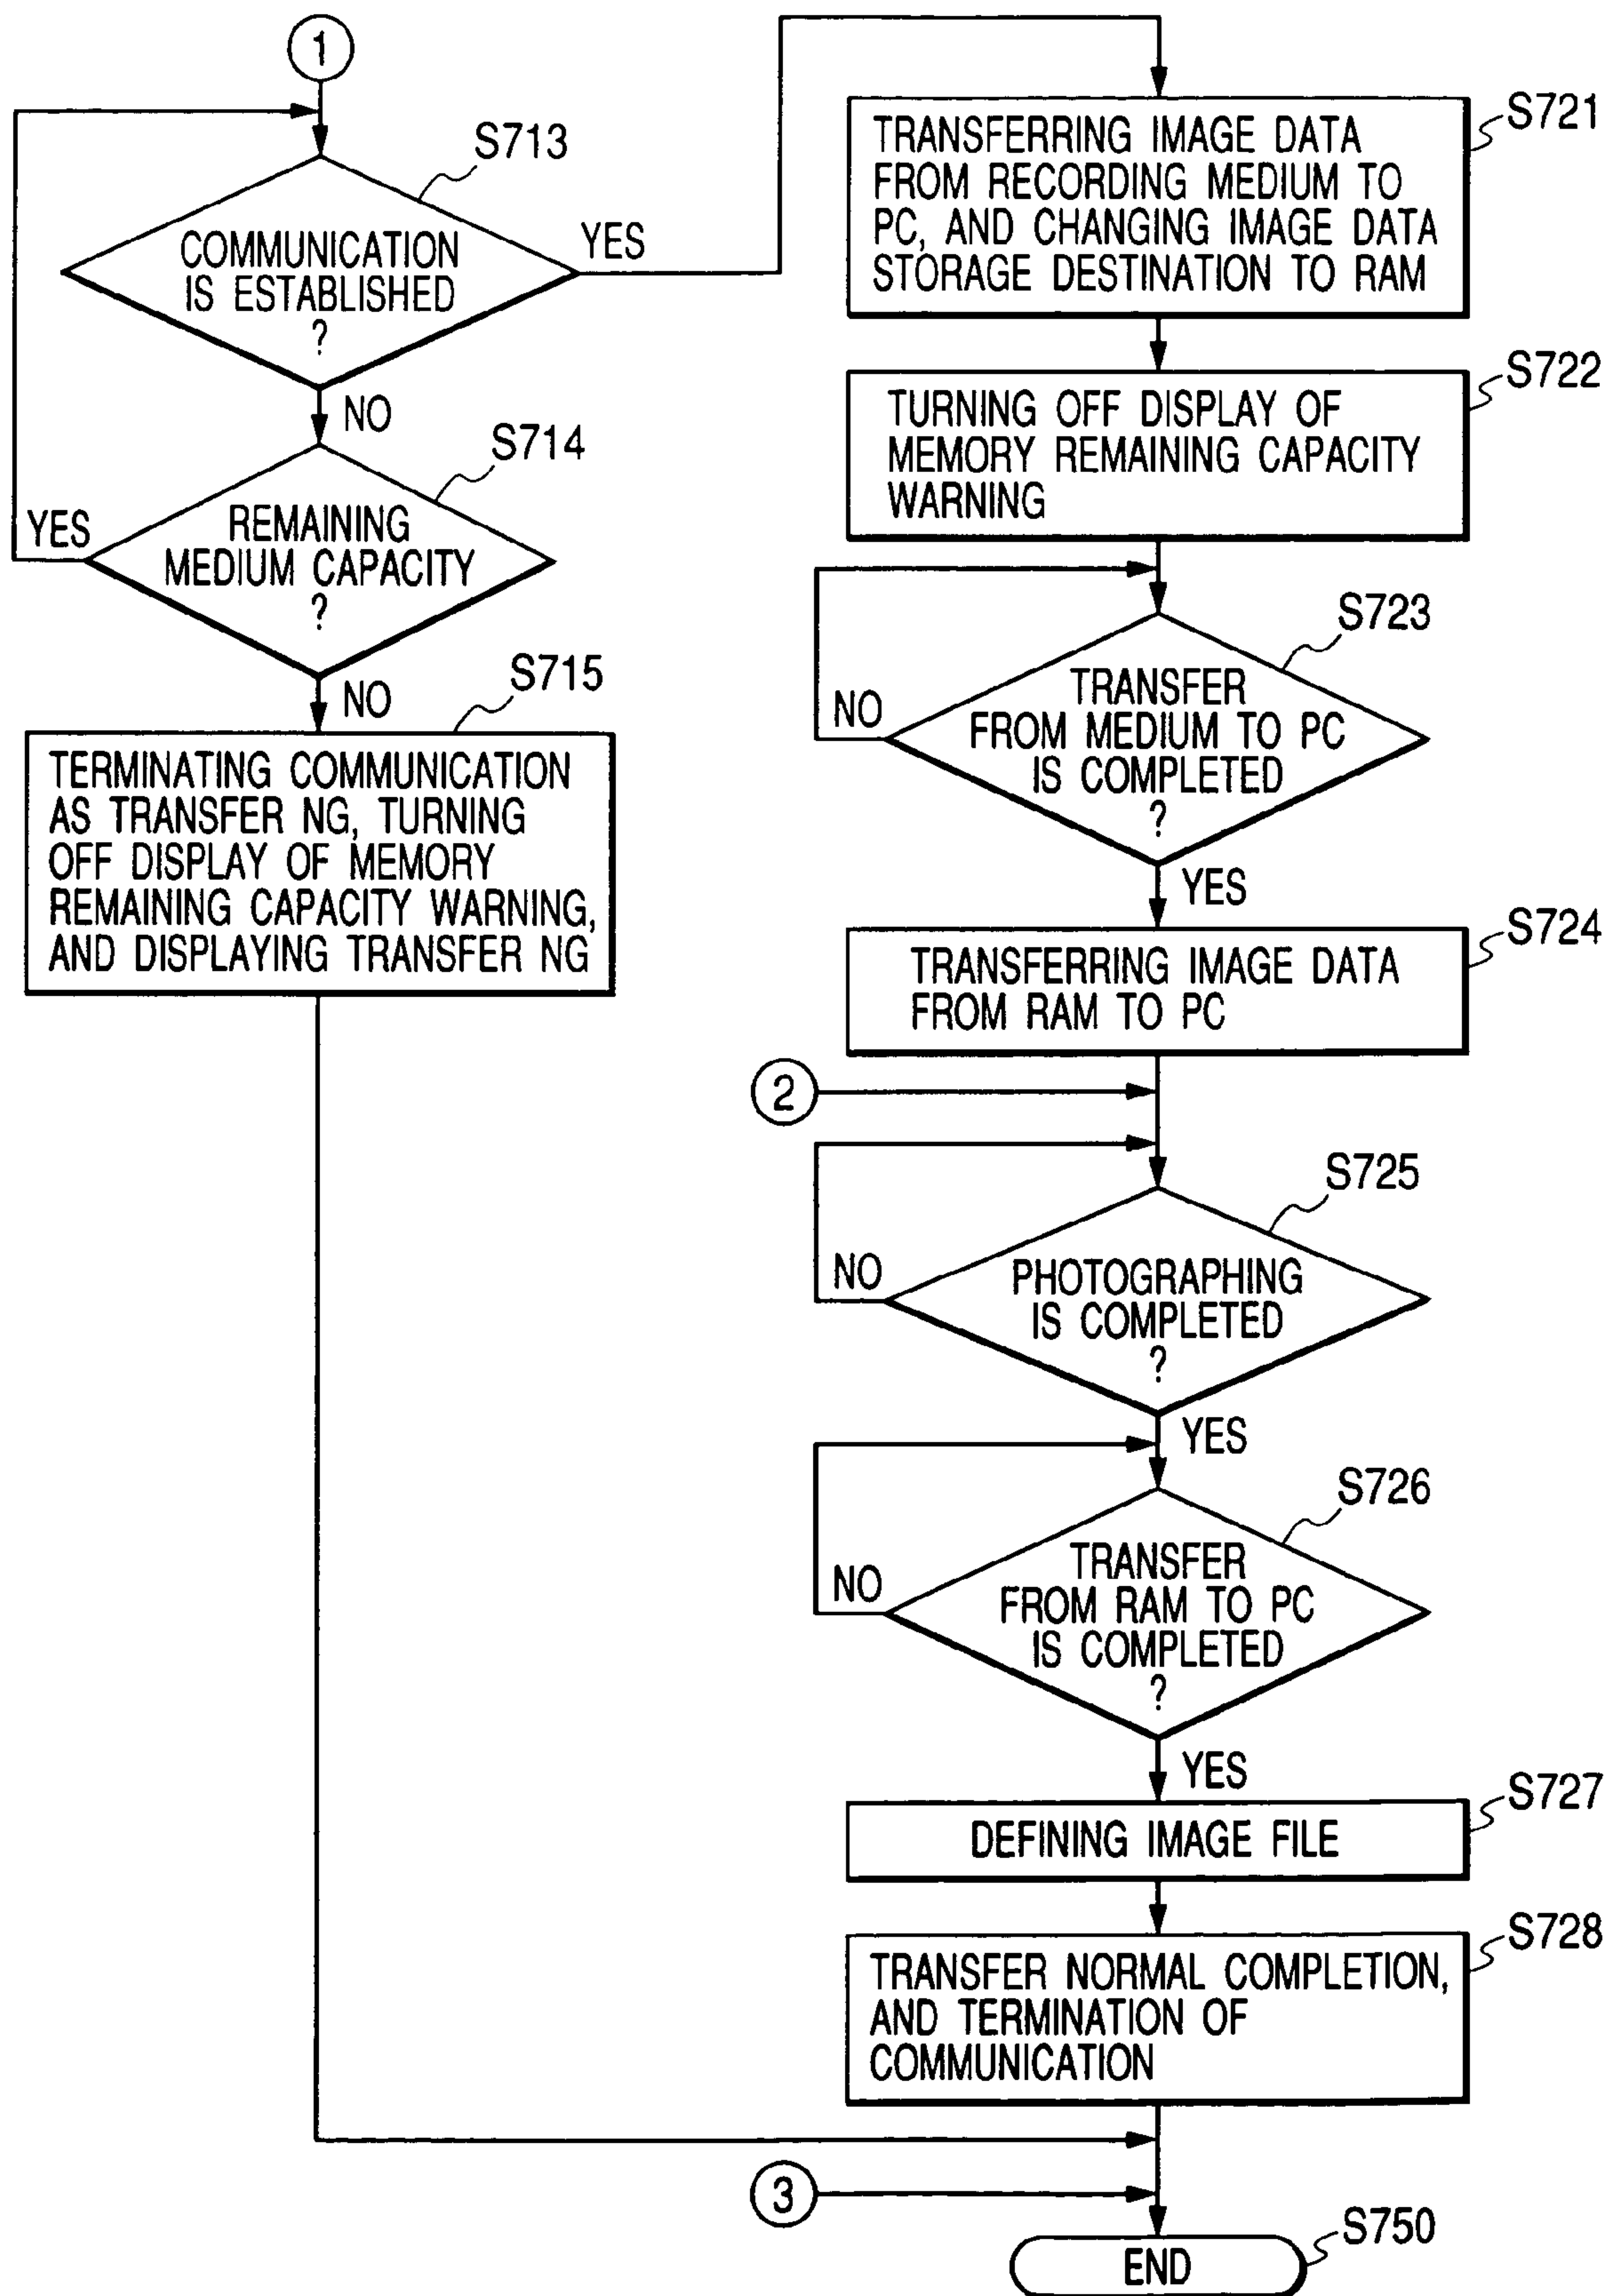 1
S713
COMMUNICATION
IS ESTABLISHED
?
YES
NO
S714
REMAINING
MEDIUM CAPACITY
?
YES
NO
S715
TERMINATING COMMUNICATION
AS TRANSFER NG, TURNING
OFF DISPLAY OF MEMORY
REMAINING CAPACITY WARNING,
AND DISPLAYING TRANSFER NG
S721
TRANSFERRING IMAGE DATA
FROM RECORDING MEDIUM TO
PC, AND CHANGING IMAGE DATA
STORAGE DESTINATION TO RAM
S722
TURNING OFF DISPLAY OF
MEMORY REMAINING CAPACITY
WARNING
S723
TRANSFER
FROM MEDIUM TO PC
IS COMPLETED
?
NO
YES
S724
TRANSFERRING IMAGE DATA
FROM RAM TO PC
2
S725
PHOTOGRAPHING
IS COMPLETED
?
NO
YES
S726
TRANSFER
FROM RAM TO PC
IS COMPLETED
?
NO
YES
S727
DEFINING IMAGE FILE
S728
TRANSFER NORMAL COMPLETION,
AND TERMINATION OF
COMMUNICATION
3
S750
END